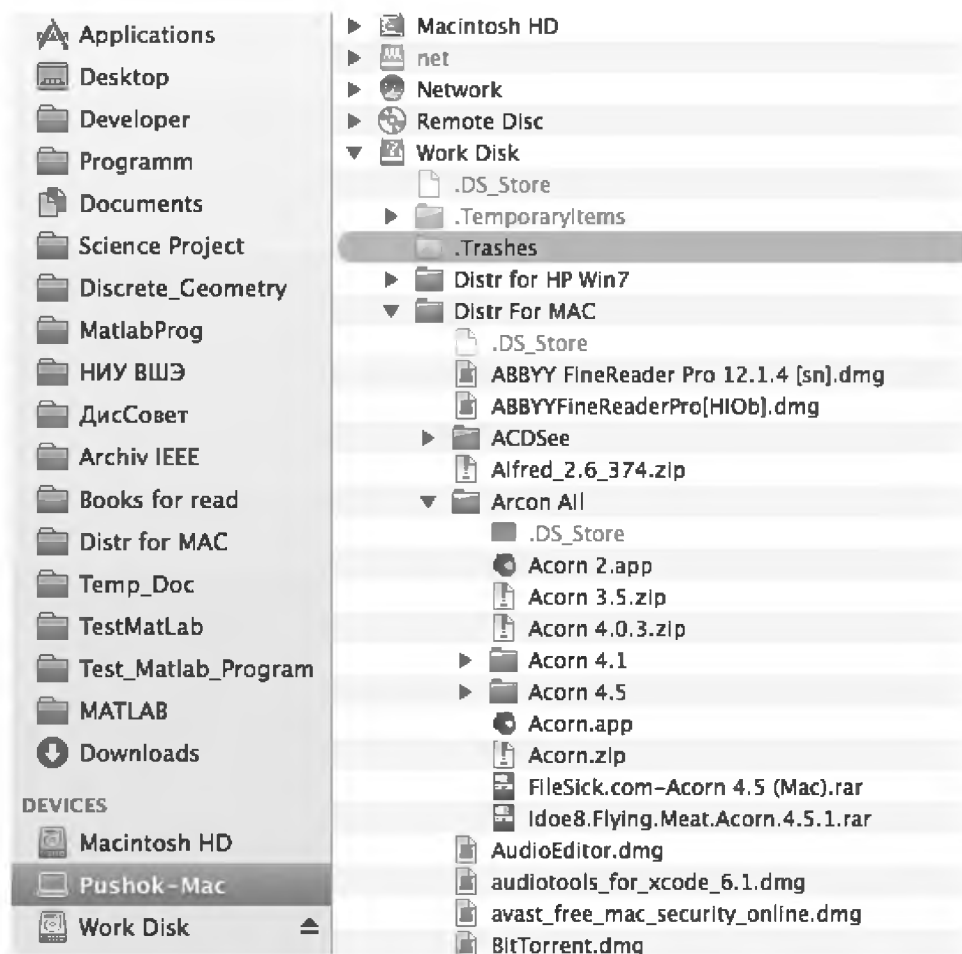 Applications
Desktop
Developer
Programm
Documents
Science Project
Discrete_Geometry
MatlabProg
НИУ ВШЭ
ДисСовет
Archiv IEEE
Books for read
Distr for MAC
Temp_Doc
TestMatLab
Test_Matlab_Program
MATLAB
Downloads
DEVICES
Macintosh HD
Pushok-Mac
Work Disk
Macintosh HD
net
Network
Remote Disc
Work Disk
.DS_Store
.TemporaryItems
.Trashes
Distr for HP Win7
Distr For MAC
.DS_Store
ABBYY FineReader Pro 12.1.4 [sn].dmg
ABBYYFineReaderPro[HIOb].dmg
ACDSee
Alfred_2.6_374.zip
Arcon All
.DS_Store
Acorn 2.app
Acorn 3.5.zip
Acorn 4.0.3.zip
Acorn 4.1
Acorn 4.5
Acorn.app
Acorn.zip
FileSick.com-Acorn 4.5 (Mac).rar
Idoe8.Flying.Meat.Acorn.4.5.1.rar
AudioEditor.dmg
audiotools_for_xcode_6.1.dmg
avast_free_mac_security_online.dmg
BitTorrent.dmg